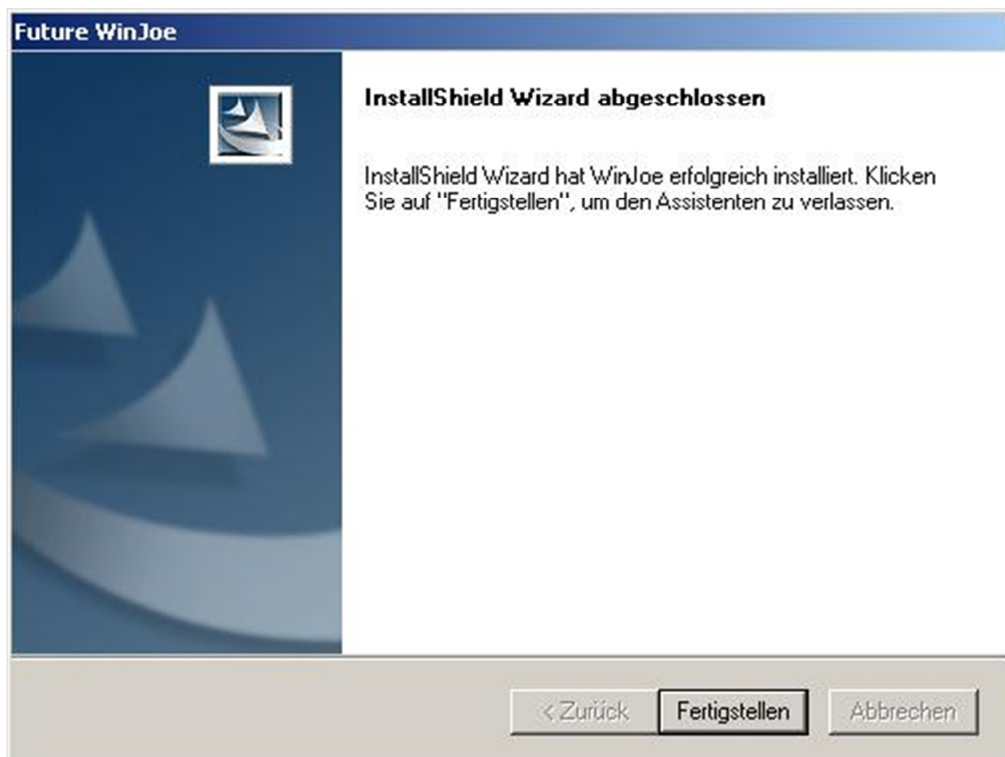 Future WinJoe
InstallShield Wizard abgeschlossen
InstallShield Wizard hat WinJoe erfolgreich installiert. Klicken
Sie auf "Fertigstellen", um den Assistenten zu verlassen.
< Zurück
Fertigstellen
Abbrechen